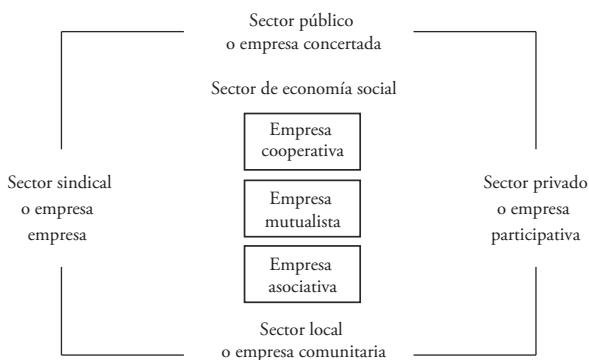 Sector público
o empresa concertada
Sector de economía social
Empresa
cooperativa
Sector sindical
o empresa
empresa
Empresa
mutualista
Sector privado
o empresa
participativa
Empresa
asociativa
Sector local
o empresa comunitaria